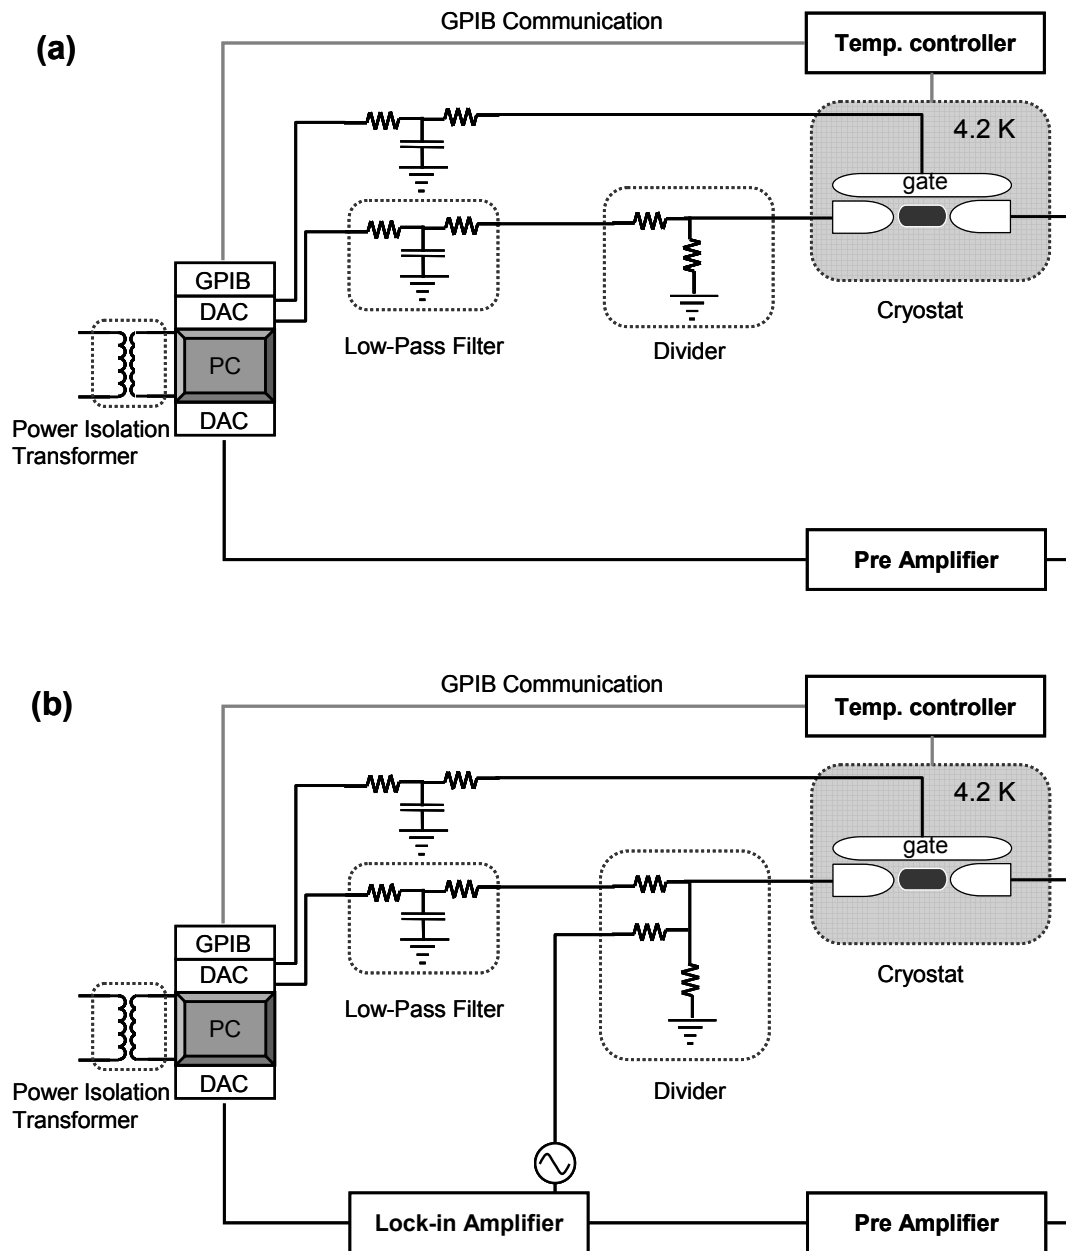 GPIB Communication
(a)
Temp. controller
4.2 K
gate
GPIB
DAC
Cryostat
Low-Pass Filter
Divider
PC
DAC
Power Isolation
Transformer
Pre Amplifier
GPIB Communication
(b)
Temp. controller
4.2 K
gate
GPIB
DAC
Cryostat
Low-Pass Filter
PC
DAC
Divider
Power Isolation
Transformer
Lock-in Amplifier
Pre Amplifier